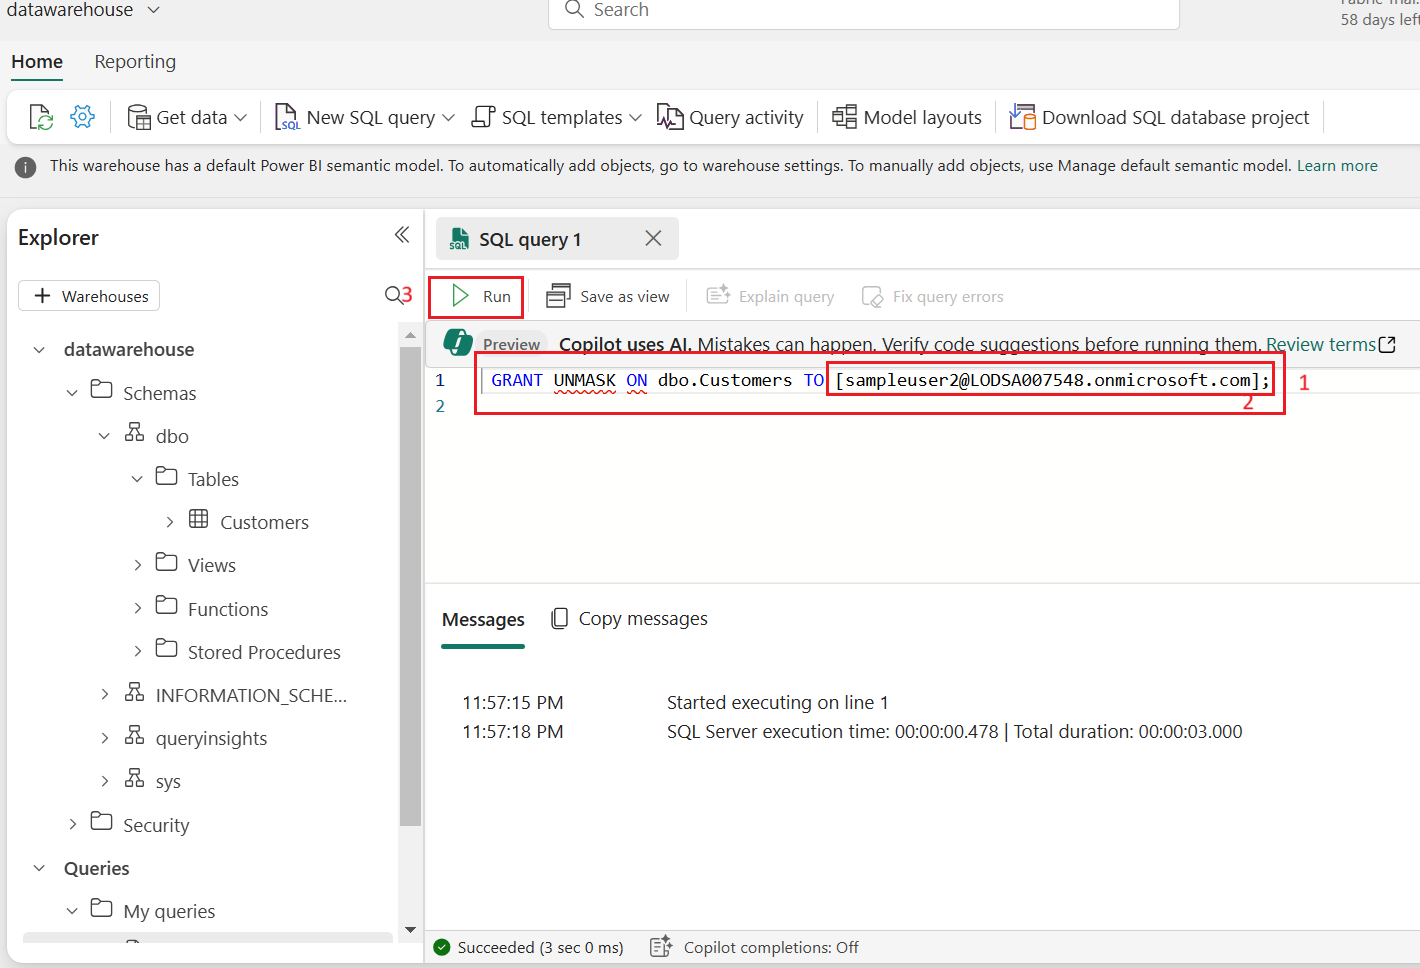 datawarehouse
Search
58 days left
Home Reporting
Get data New SQL query SQL templates Query activity Model layouts Download SQL database project
This warehouse has a default Power BI semantic model. To automatically add objects, go to warehouse settings. To manually add objects, use Manage default semantic model. Learn more
Explorer
SQL query 1
+ Warehouses
3
Run Save as view Explain query Fix query errors
Preview Copilot uses AI. Mistakes can happen. Verify code suggestions before running them. Review terms
1 GRANT UNMASK ON dbo.Customers TO [sampleuser2@LODSA007548.onmicrosoft.com]; 1
2 2
datawarehouse
Schemas
dbo
Tables
Customers
Views
Functions
Stored Procedures
INFORMATION_SCHE...
queryinsights
sys
Security
Queries
My queries
Messages Copy messages
11:57:15 PM Started executing on line 1
11:57:18 PM SQL Server execution time: 00:00:00.478 | Total duration: 00:00:03.000
Succeeded (3 sec 0 ms) Copilot completions: Off